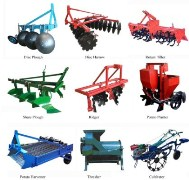 Disc Plough
Disc Harrow
Rotary Tiller
Share Plough
Ridger
Potato Planter
Potato Harvester
Thresher
Cultivator